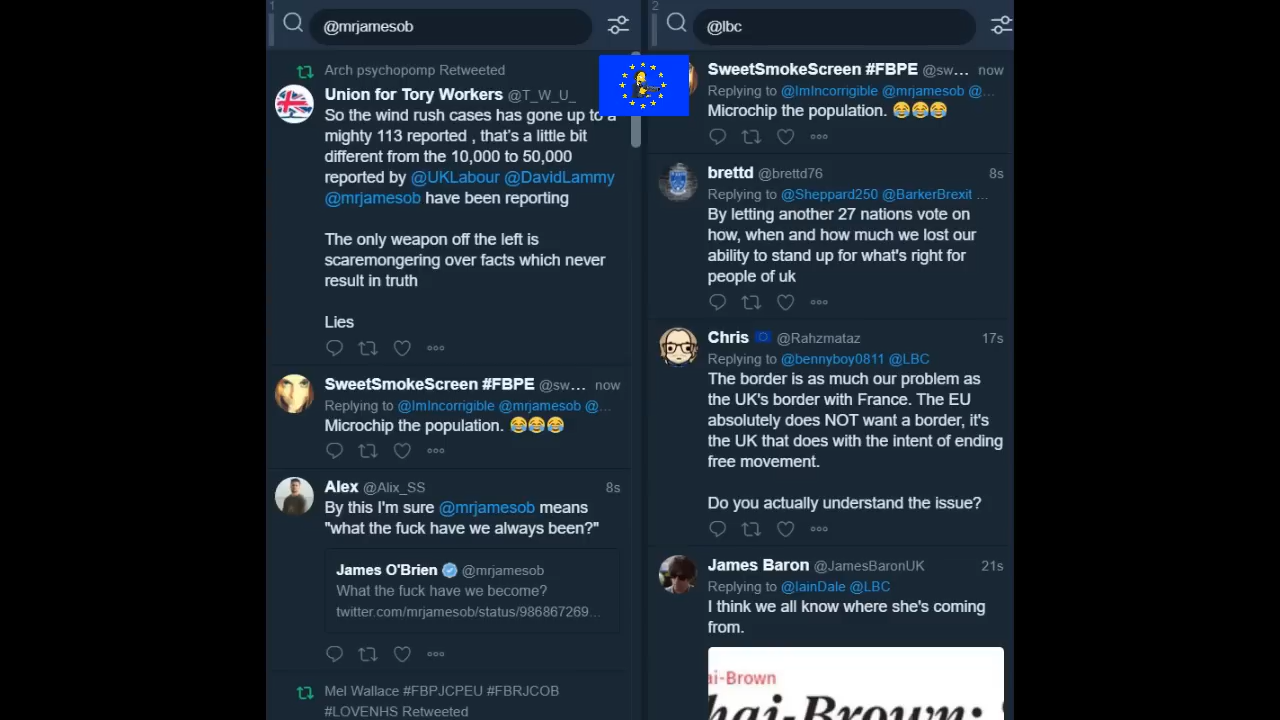 1
@mrjamesob
Arch psychopomp Retweeted
Union for Tory Workers @T_W_U_
So the wind rush cases has gone up to a
mighty 113 reported , that's a little bit
different from the 10,000 to 50,000
reported by @UKLabour @DavidLammy
@mrjamesob have been reporting
The only weapon off the left is
scaremongering over facts which never
result in truth
Lies
SweetSmokeScreen #FBPE @sw... now
Replying to @ImIncorrigible @mrjamesob @...
Microchip the population. 😂😂😂
Alex @Alix_SS 8s
By this I'm sure @mrjamesob means
"what the fuck have we always been?"
James O'Brien @mrjamesob
What the fuck have we become?
twitter.com/mrjamesob/status/986867269...
Mel Wallace #FBPJCPEU #FBRJCOB
#LOVENHS Retweeted
2
@lbc
SweetSmokeScreen #FBPE @sw... now
Replying to @ImIncorrigible @mrjamesob @...
Microchip the population. 😂😂😂
brettd @brettd76 8s
Replying to @Sheppard250 @BarkerBrexit ...
By letting another 27 nations vote on
how, when and how much we lost our
ability to stand up for what's right for
people of uk
Chris 🇪🇺 @Rahzmataz 17s
Replying to @bennyboy0811 @LBC
The border is as much our problem as
the UK's border with France. The EU
absolutely does NOT want a border, it's
the UK that does with the intent of ending
free movement.
Do you actually understand the issue?
James Baron @JamesBaronUK 21s
Replying to @IainDale @LBC
I think we all know where she's coming
from.
ai-Brown
hai-Brown: